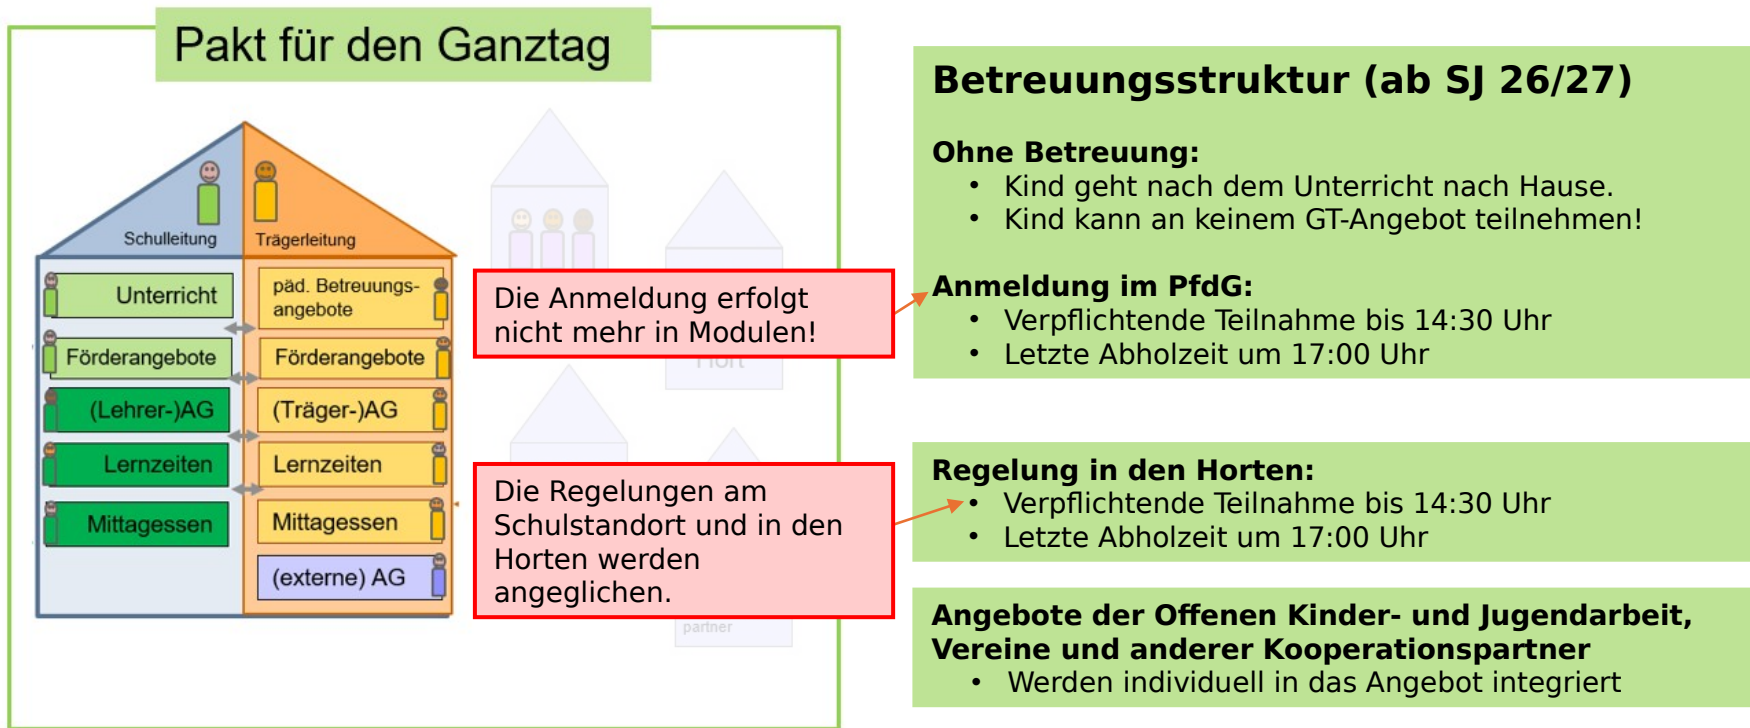 Pakt für den Ganztag
Schulleitung
Trägerleitung
Unterricht
päd. Betreuungs-
angebote
Förderangebote
Förderangebote
(Lehrer-)AG
(Träger-)AG
Lernzeiten
Lernzeiten
Mittagessen
Mittagessen
(externe) AG
Die Anmeldung erfolgt
nicht mehr in Modulen!
Hort
Die Regelungen am
Schulstandort und in den
Horten werden
angeglichen.
partner
Betreuungsstruktur (ab SJ 26/27)
Ohne Betreuung:
• Kind geht nach dem Unterricht nach Hause.
• Kind kann an keinem GT-Angebot teilnehmen!
Anmeldung im PfdG:
• Verpflichtende Teilnahme bis 14:30 Uhr
• Letzte Abholzeit um 17:00 Uhr
Regelung in den Horten:
• Verpflichtende Teilnahme bis 14:30 Uhr
• Letzte Abholzeit um 17:00 Uhr
Angebote der Offenen Kinder- und Jugendarbeit,
Vereine und anderer Kooperationspartner
• Werden individuell in das Angebot integriert